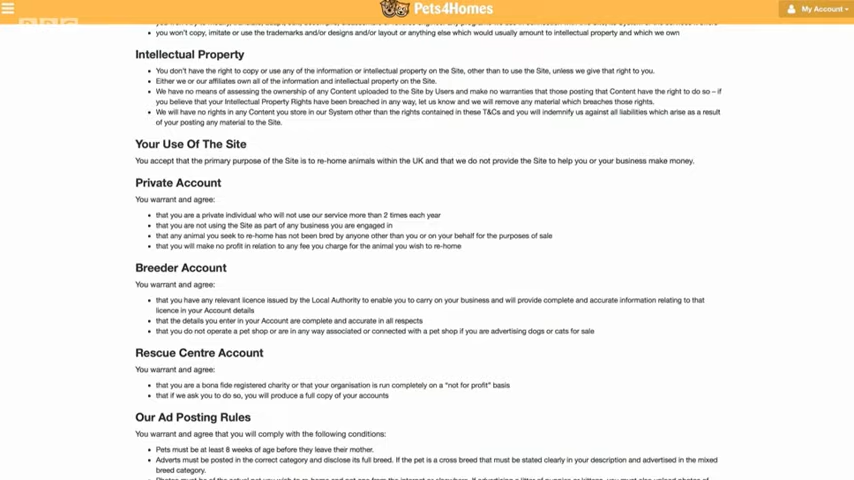 Pets4Homes
My Account
BBC
you won't copy, imitate or use the trademarks and/or designs and/or layout or anything else which would usually amount to intellectual property and which we own
Intellectual Property
You don't have the right to copy or use any of the information or intellectual property on the Site, other than to use the Site, unless we give that right to you.
Either we or our affiliates own all of the information and intellectual property on the Site.
We have no means of assessing the ownership of any Content uploaded to the Site by Users and make no warranties that those posting that Content have the right to do so – if
you believe that your Intellectual Property Rights have been breached in any way, let us know and we will remove any material which breaches those rights.
We will have no rights in any Content you store in our System other than the rights contained in these T&Cs and you will indemnify us against all liabilities which arise as a result
of your posting any material to the Site.
Your Use Of The Site
You accept that the primary purpose of the Site is to re-home animals within the UK and that we do not provide the Site to help you or your business make money.
Private Account
You warrant and agree:
that you are a private individual who will not use our service more than 2 times each year
that you are not using the Site as part of any business you are engaged in
that any animal you seek to re-home has not been bred by anyone other than you or on your behalf for the purposes of sale
that you will make no profit in relation to any fee you charge for the animal you wish to re-home
Breeder Account
You warrant and agree:
that you have any relevant licence issued by the Local Authority to enable you to carry on your business and will provide complete and accurate information relating to that
licence in your Account details
that the details you enter in your Account are complete and accurate in all respects
that you do not operate a pet shop or are in any way associated or connected with a pet shop if you are advertising dogs or cats for sale
Rescue Centre Account
You warrant and agree:
that you are a bona fide registered charity or that your organisation is run completely on a “not for profit” basis
that if we ask you to do so, you will produce a full copy of your accounts
Our Ad Posting Rules
You warrant and agree that you will comply with the following conditions:
Pets must be at least 8 weeks of age before they leave their mother.
Adverts must be posted in the correct category and disclose its full breed. If the pet is a cross breed that must be stated clearly in your description and advertised in the mixed
breed category.